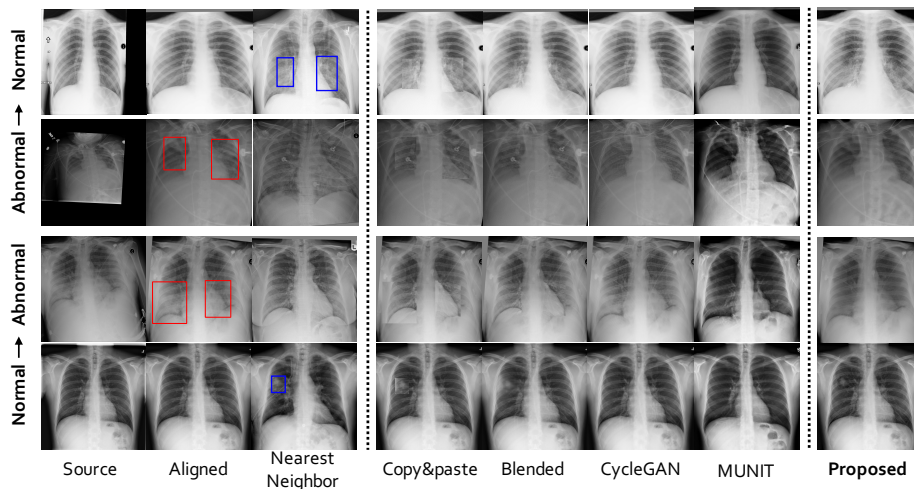 Abnormal → Normal
Normal → Abnormal
Source
Aligned
Nearest
Neighbor
Copy&paste
Blended
CycleGAN
MUNIT
Proposed